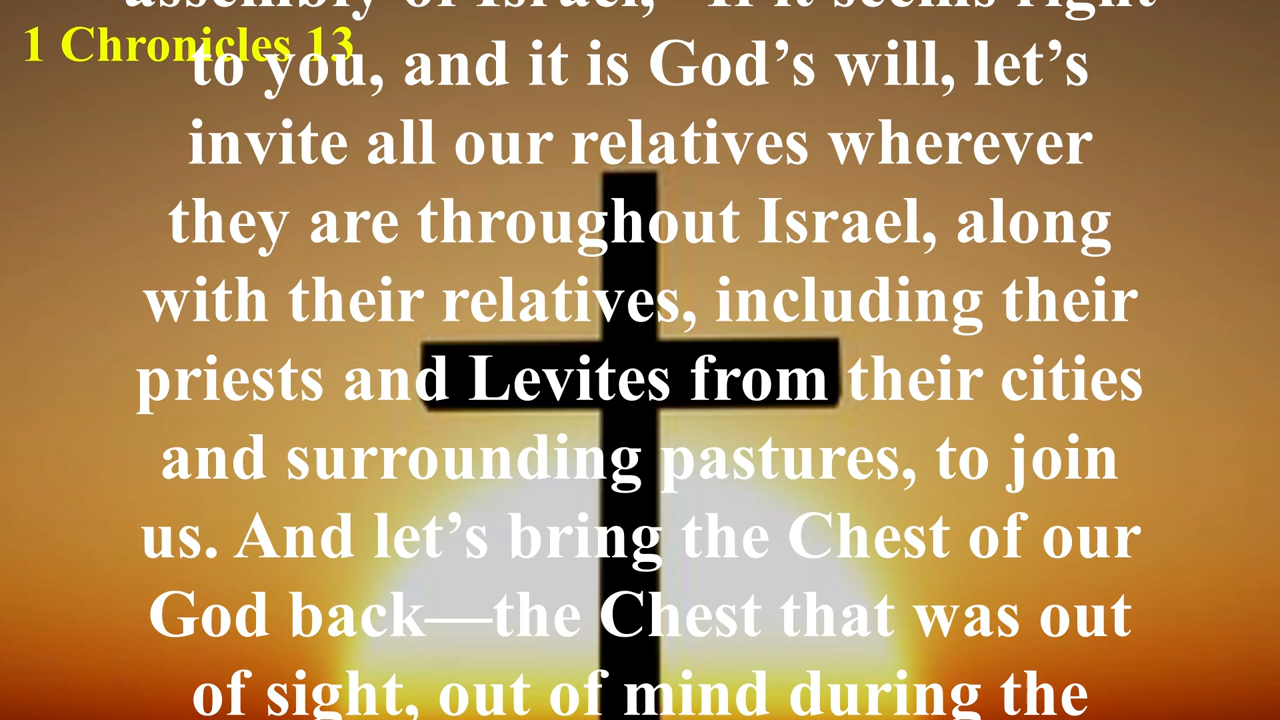 assembly of Israel, “If it seems right
1 Chronicles 13
to you, and it is God’s will, let’s
invite all our relatives wherever
they are throughout Israel, along
with their relatives, including their
priests and Levites from their cities
and surrounding pastures, to join
us. And let’s bring the Chest of our
God back—the Chest that was out
of sight, out of mind during the